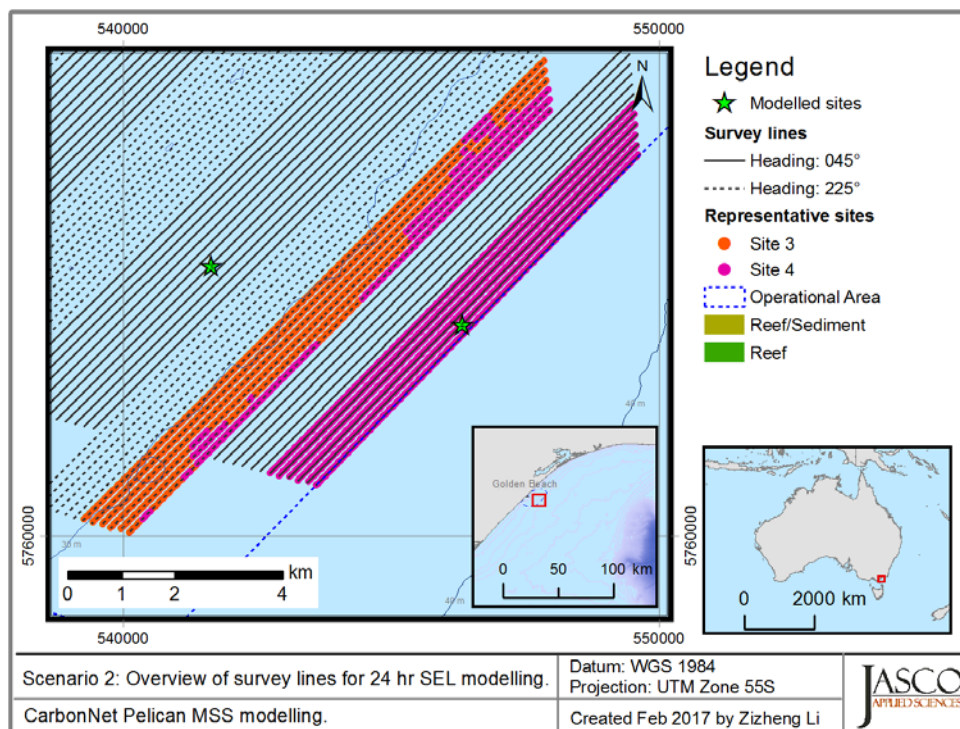 540000
550000
N
5760000
5760000
30 m
40 m
40 m
km
0 1 2 4
Golden Beach
0 50 100 km
540000
550000
Legend
Modelled sites
Survey lines
Heading: 045°
Heading: 225°
Representative sites
Site 3
Site 4
Operational Area
Reef/Sediment
Reef
0 2000 km
Scenario 2: Overview of survey lines for 24 hr SEL modelling.
CarbonNet Pelican MSS modelling.
Datum: WGS 1984
Projection: UTM Zone 55S
Created Feb 2017 by Zizheng Li
JASCO
APPLIED SCIENCES